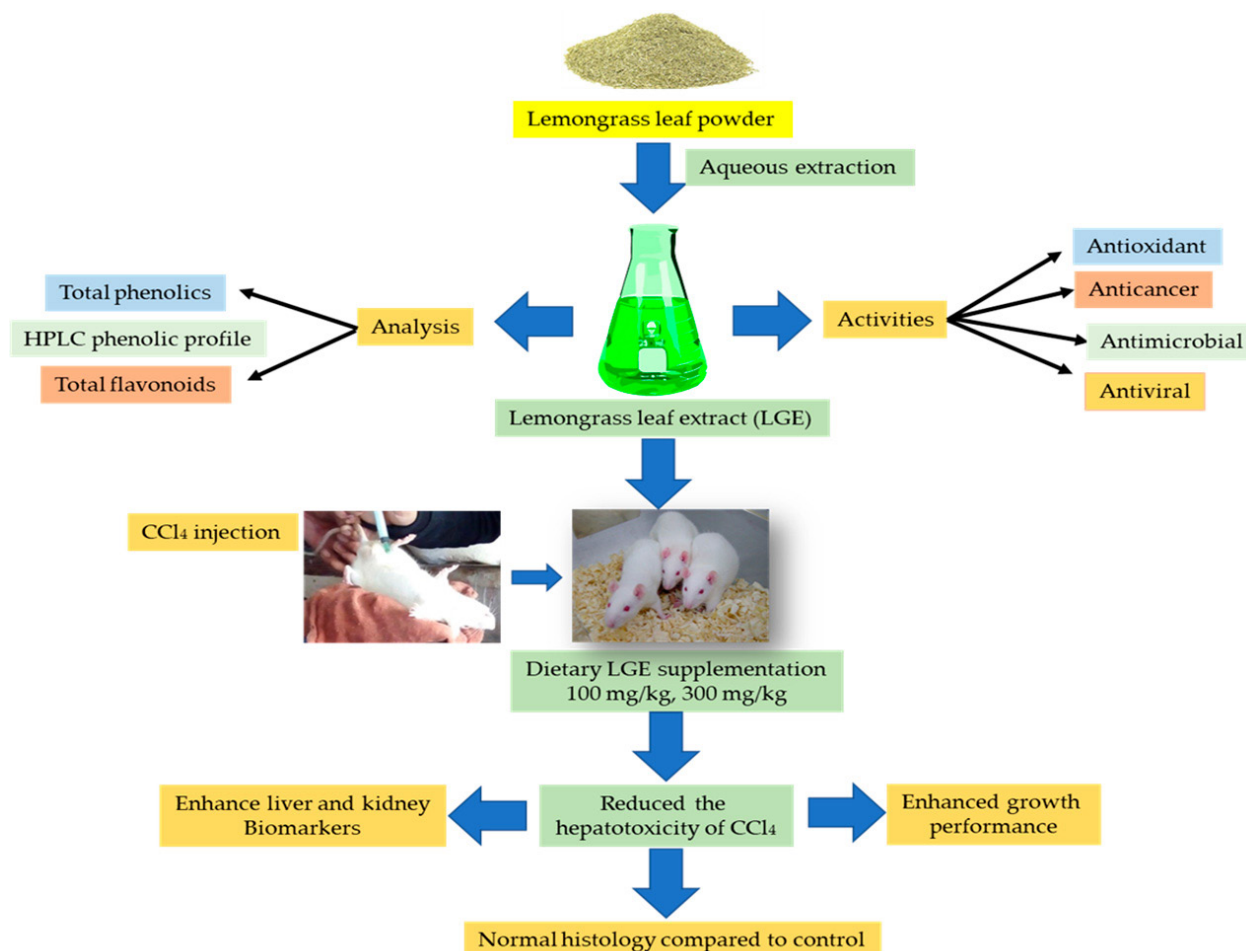 Lemongrass leaf powder
Aqueous extraction
Total phenolics
HPLC phenolic profile
Total flavonoids
Analysis
Activities
Antioxidant
Anticancer
Antimicrobial
Antiviral
Lemongrass leaf extract (LGE)
CCl₄ injection
Dietary LGE supplementation
100 mg/kg, 300 mg/kg
Enhance liver and kidney
Biomarkers
Reduced the
hepatotoxicity of CCl₄
Enhanced growth
performance
Normal histology compared to control